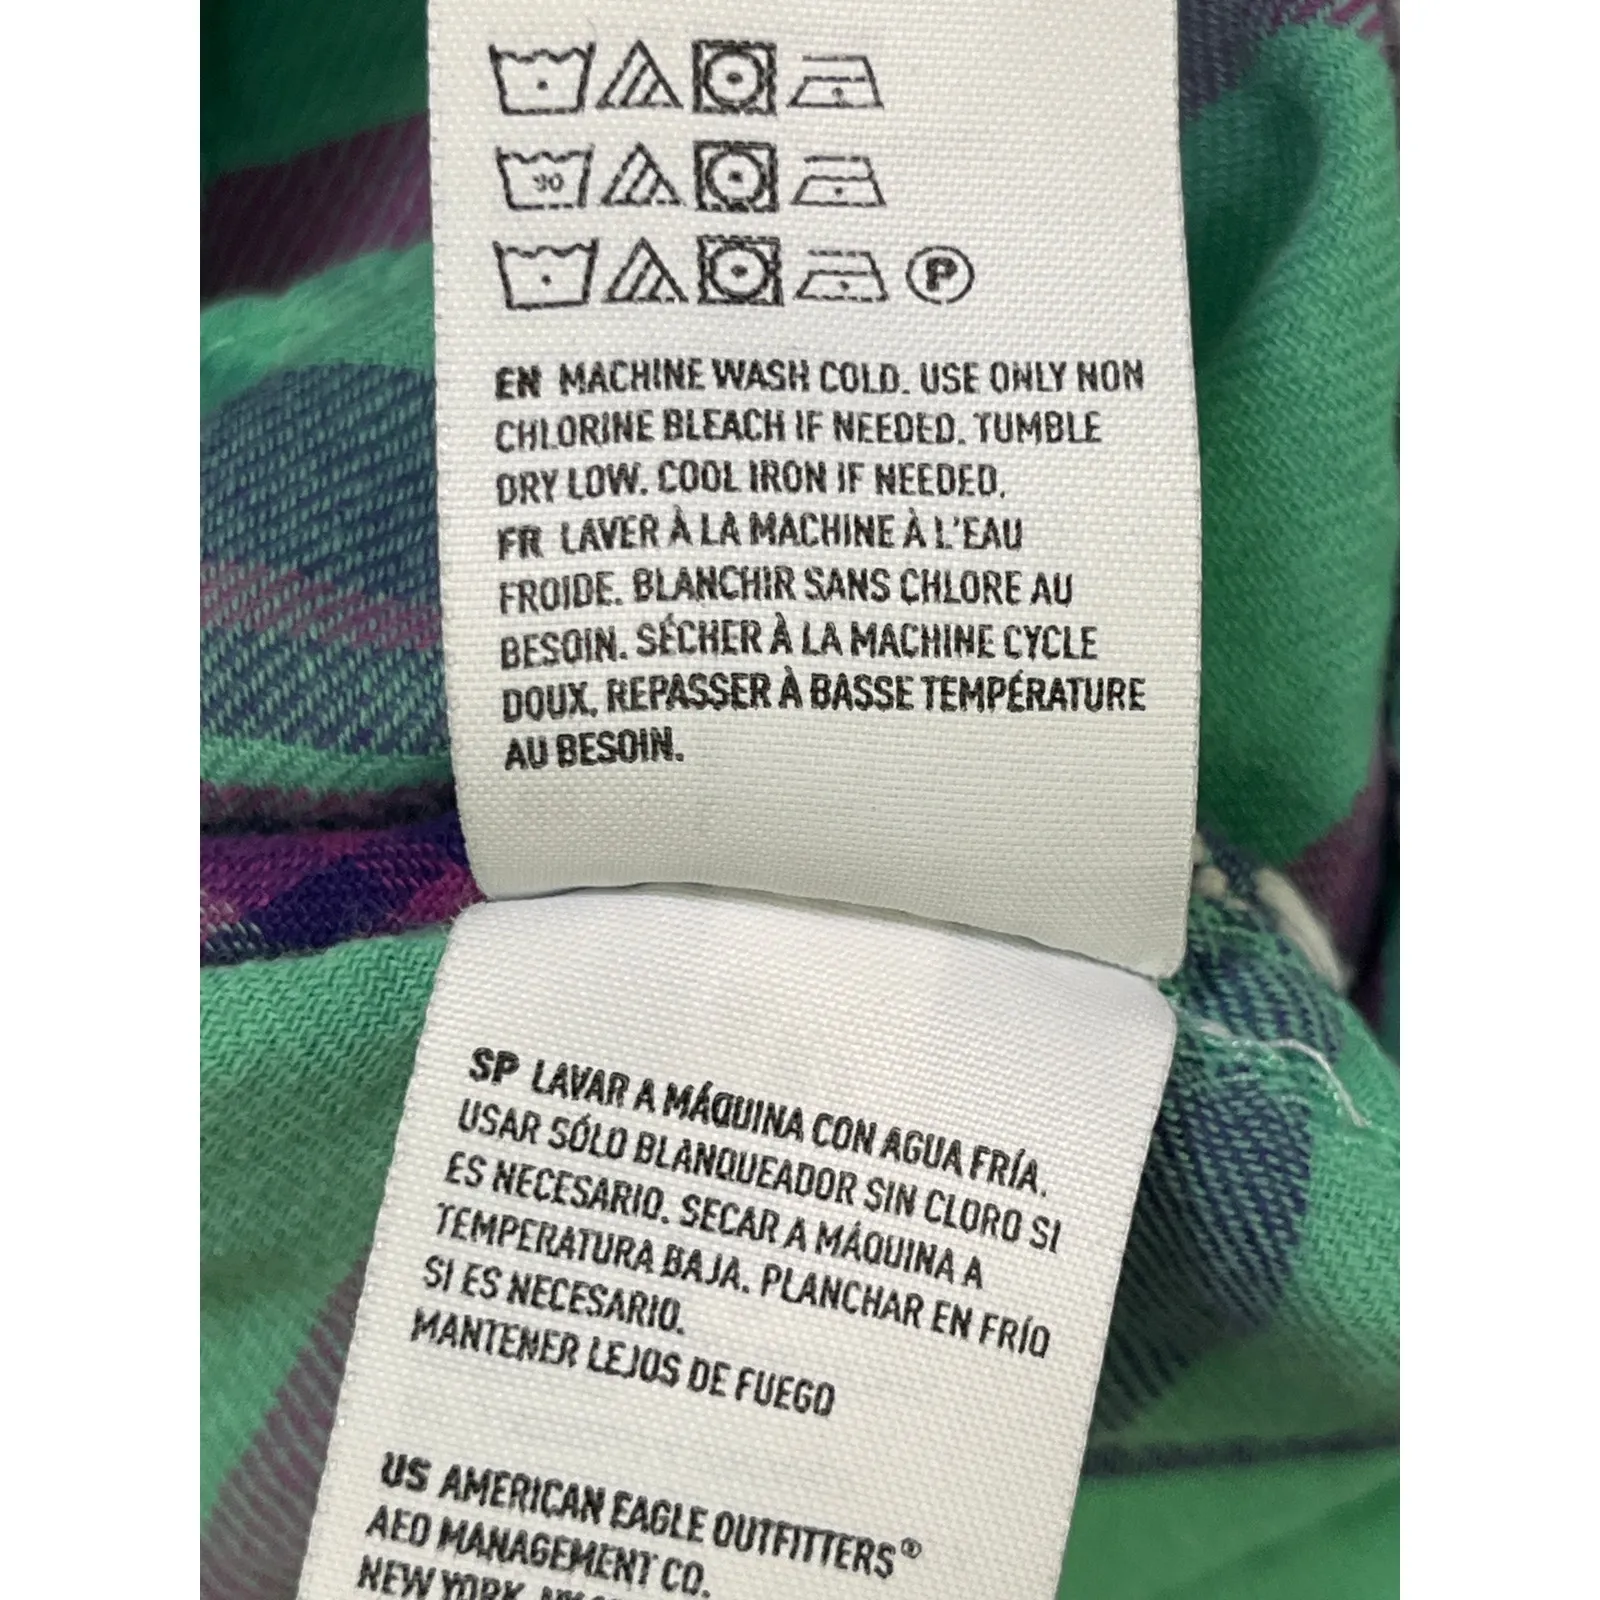 30
P
EN MACHINE WASH COLD. USE ONLY NON
CHLORINE BLEACH IF NEEDED. TUMBLE
DRY LOW. COOL IRON IF NEEDED.
FR LAVER À LA MACHINE À L'EAU
FROIDE. BLANCHIR SANS CHLORE AU
BESOIN. SÉCHER À LA MACHINE CYCLE
DOUX. REPASSER À BASSE TEMPÉRATURE
AU BESOIN.
SP LAVAR A MÁQUINA CON AGUA FRÍA.
USAR SÓLO BLANQUEADOR SIN CLORO SI
ES NECESARIO. SECAR A MÁQUINA A
TEMPERATURA BAJA. PLANCHAR EN FRÍO
SI ES NECESARIO.
MANTENER LEJOS DE FUEGO
US AMERICAN EAGLE OUTFITTERS®
AEO MANAGEMENT CO.
NEW YORK,